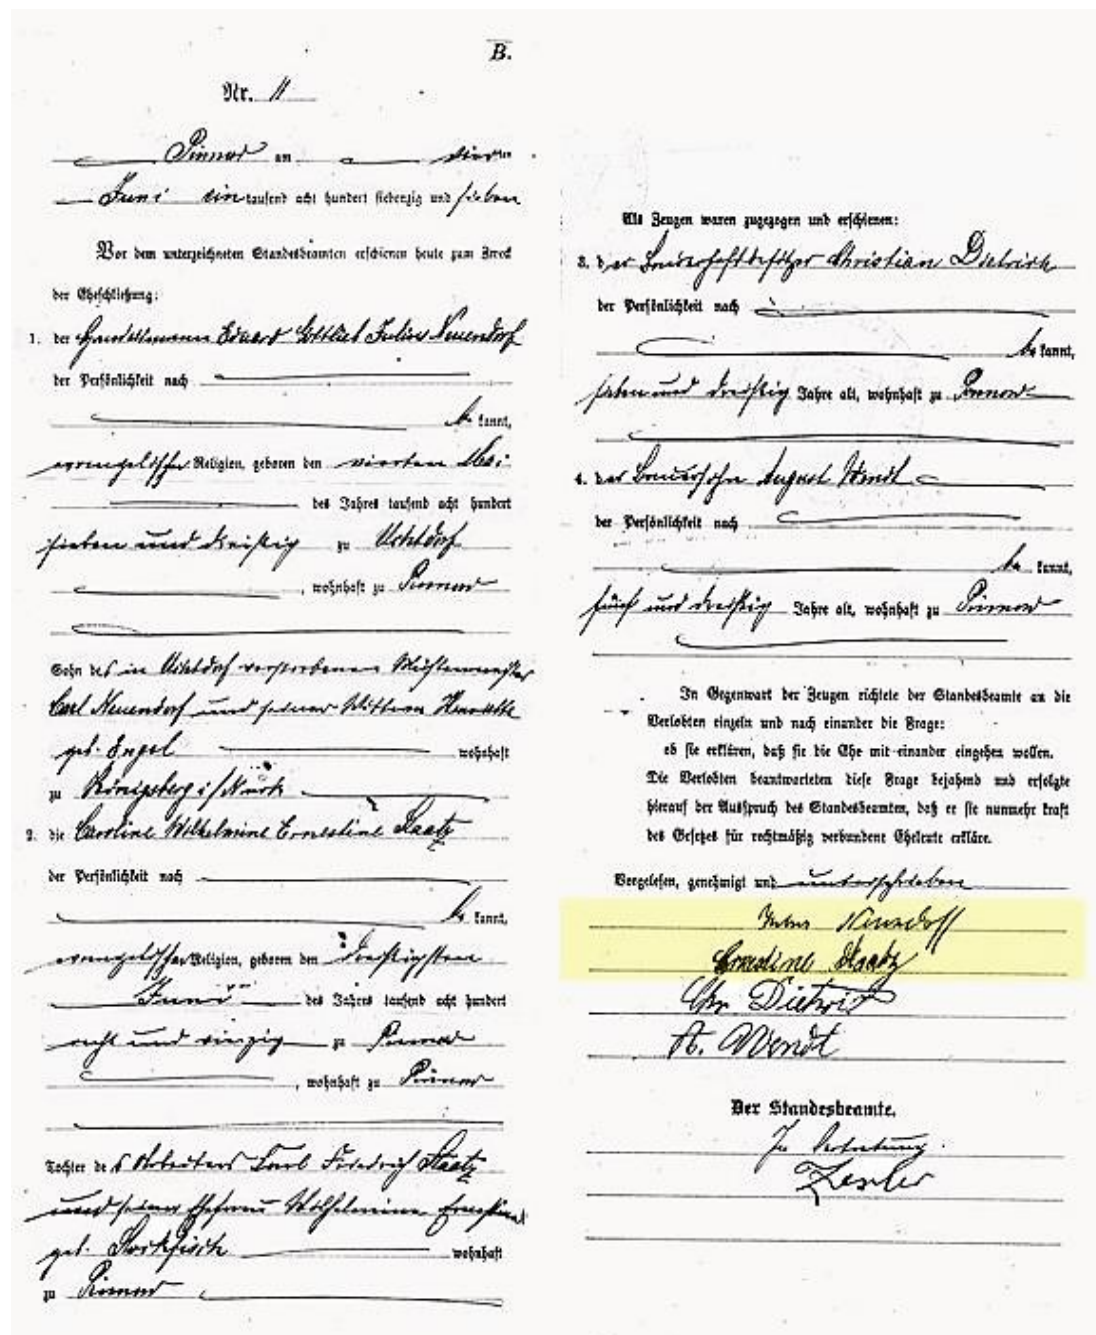 B.
Nr. 11
Pinnow am vierten
Juni eintausend acht hundert siebenzig und sieben
Vor dem unterzeichneten Standesbeamten erschienen heute zum Zweck
der Eheschließung:
1. der Handelsmann Eduard Gottlieb Julius Neuendorf
der Persönlichkeit nach
be kannt,
evangelischer Religion, geboren den vierten Mai
des Jahres tausend acht hundert
sieben und dreißig zu Uchtdorf
, wohnhaft zu Pinnow
Sohn des in Uchtdorf verstorbenen
Carl Neuendorf und seiner Wittwe Henriette
geb. Engel wohnhaft
zu Königsberg i/Mark
2. die Caroline Wilhelmine Ernestine Staatz
der Persönlichkeit nach
be kannt,
evangelischer Religion, geboren den dreißigsten
Juni des Jahres tausend acht hundert
acht und vierzig zu Pinnow
, wohnhaft zu Pinnow
Tochter des Arbeiters Carl Friedrich Staatz
und seiner Ehefrau Wilhelmine Ernestine
geb. Stockfisch wohnhaft
zu Pinnow
Als Zeugen waren zugezogen und erschienen:
3. der Christian Dietrich
der Persönlichkeit nach
be kannt,
sieben und dreißig Jahre alt, wohnhaft zu Pinnow
4. der Bauersohn August Wendt
der Persönlichkeit nach
be kannt,
fünf und dreißig Jahre alt, wohnhaft zu Pinnow
In Gegenwart der Zeugen richtete der Standesbeamte an die
Verlobten einzeln und nach einander die Frage:
ob sie erklären, daß sie die Ehe mit einander eingehen wollen.
Die Verlobten beantworteten diese Frage bejahend und erfolgte
hierauf der Ausspruch des Standesbeamten, daß er sie nunmehr kraft
des Gesetzes für rechtmäßig verbundene Eheleute erkläre.
Vorgelesen, genehmigt und unterschrieben
Julius Neuendorff
Ernestine Staatz
Chr. Dietrich
A. Wendt
Der Standesbeamte.
In Vertretung.